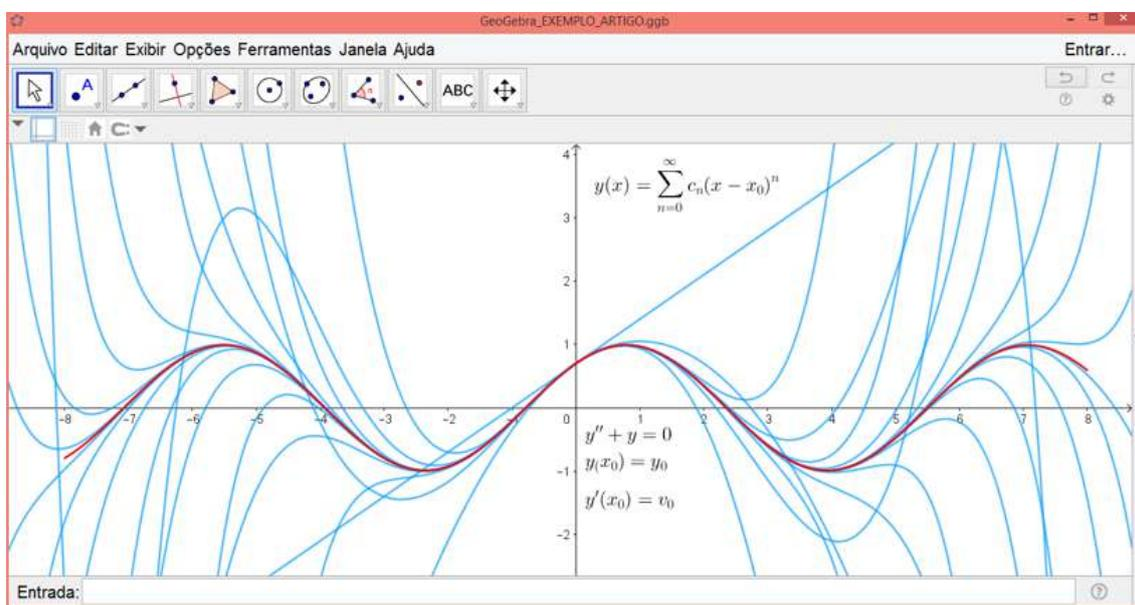 GeoGebra_EXEMPLO_ARTIGO.ggb
Arquivo Editar Exibir Opções Ferramentas Janela Ajuda Entrar...
A ABC
y(x) = \sum_{n=0}^{\infty} c_n(x - x_0)^n
4
3
2
1
-8 -7 -6 -5 -4 -3 -2 -1 0 1 2 3 4 5 6 7 8
y'' + y = 0
y(x_0) = y_0
-1
y'(x_0) = v_0
-2
Entrada: